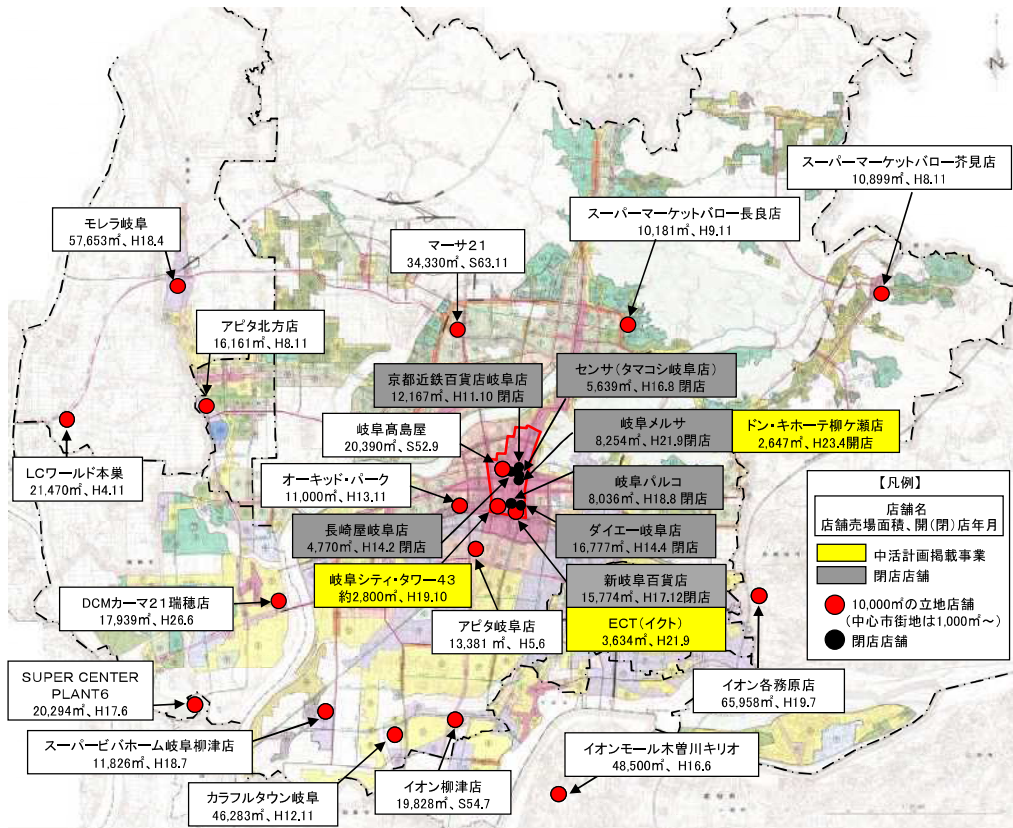 N
スーパーマーケットバロー芥見店
10,899㎡、H8.11
モレラ岐阜
57,653㎡、H18.4
スーパーマーケットバロー長良店
10,181㎡、H9.11
マーサ21
34,330㎡、S63.11
アピタ北方店
16,161㎡、H8.11
京都近鉄百貨店岐阜店
12,167㎡、H11.10 閉店
センサ(タマコシ岐阜店)
5,639㎡、H16.8 閉店
岐阜髙島屋
20,390㎡、S52.9
岐阜メルサ
8,254㎡、H21.9閉店
ドン・キホーテ柳ケ瀬店
2,647㎡、H23.4開店
LCワールド本巣
21,470㎡、H4.11
オーキッド・パーク
11,000㎡、H13.11
岐阜パルコ
8,036㎡、H18.8 閉店
長崎屋岐阜店
4,770㎡、H14.2 閉店
ダイエー岐阜店
16,777㎡、H14.4 閉店
岐阜シティ・タワー43
約2,800㎡、H19.10
新岐阜百貨店
15,774㎡、H17.12閉店
ECT(イクト)
3,634㎡、H21.9
DCMカーマ21瑞穂店
17,939㎡、H26.6
アピタ岐阜店
13,381 ㎡、H5.6
【凡例】
店舗名
店舗売場面積、開(閉)店年月
中活計画掲載事業
閉店店舗
10,000㎡の立地店舗
(中心市街地は1,000㎡~)
閉店店舗
SUPER CENTER
PLANT6
20,294㎡、H17.6
イオン各務原店
65,958㎡、H19.7
スーパービバホーム岐阜柳津店
11,826㎡、H18.7
イオンモール木曽川キリオ
48,500㎡、H16.6
カラフルタウン岐阜
46,283㎡、H12.11
イオン柳津店
19,828㎡、S54.7